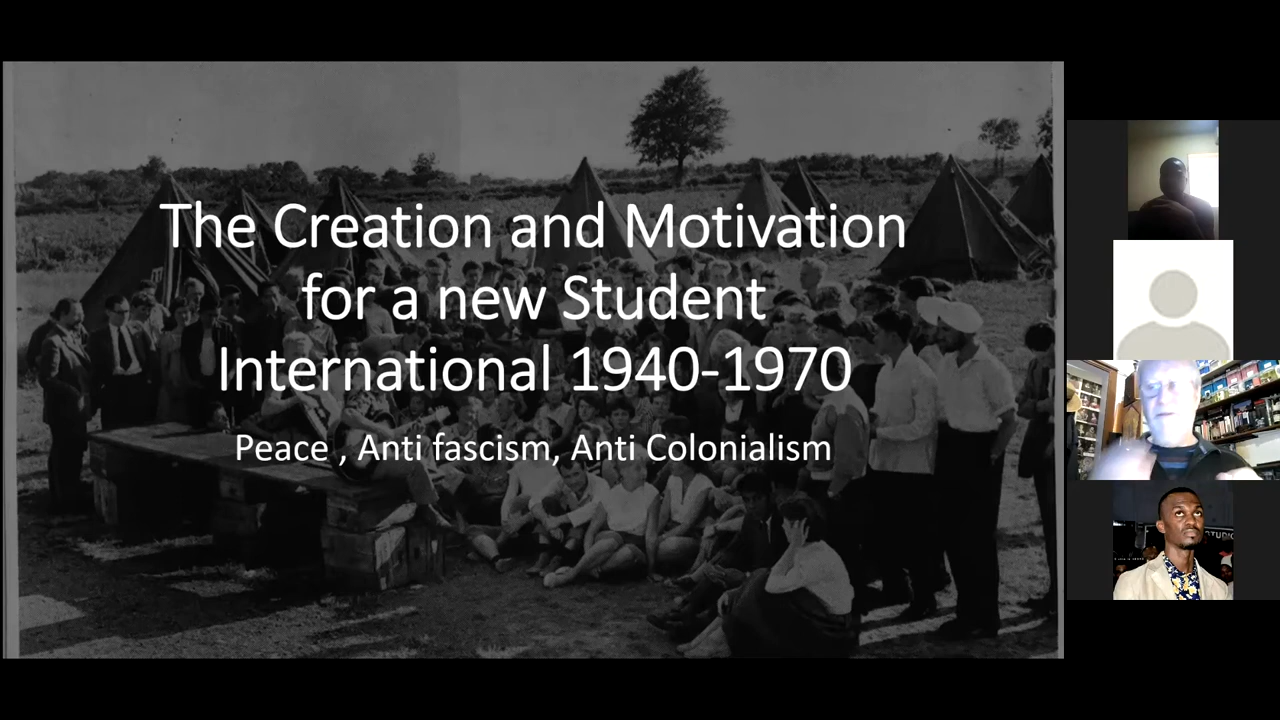 The Creation and Motivation
for a new Student
International 1940-1970
Peace , Anti fascism, Anti Colonialism